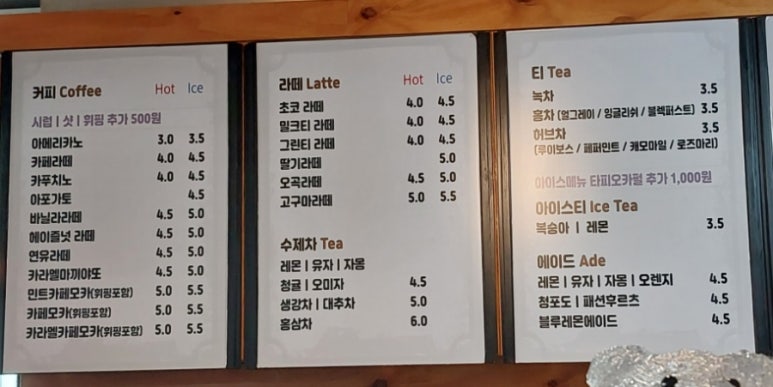 커피 Coffee Hot Ice
시럽ㅣ샷ㅣ휘핑 추가 500원
아메리카노 3.0 3.5
카페라떼 4.0 4.5
카푸치노 4.0 4.5
아포가토 4.5
바닐라라떼 4.5 5.0
헤이즐넛 라떼 4.5 5.0
연유라떼 4.5 5.0
카라멜마끼야또 4.5 5.0
민트카페모카(휘핑포함) 5.0 5.5
카페모카(휘핑포함) 5.0 5.5
카라멜카페모카(휘핑포함) 5.0 5.5
라떼 Latte Hot Ice
초코 라떼 4.0 4.5
밀크티 라떼 4.0 4.5
그린티 라떼 4.0 4.5
딸기라떼 5.0
오곡라떼 4.5 5.0
고구마라떼 5.0 5.5
수제차 Tea
레몬ㅣ유자ㅣ자몽
청귤ㅣ오미자 4.5
생강차ㅣ대추차 5.0
홍삼차 6.0
티 Tea
녹차 3.5
홍차 (얼그레이 / 잉글리쉬 / 블랙퍼스트) 3.5
허브차 3.5
(루이보스 / 페퍼민트 / 캐모마일 / 로즈마리)
아이스메뉴 타피오카펄 추가 1,000원
아이스티 Ice Tea
복숭아ㅣ레몬 3.5
에이드 Ade
레몬ㅣ유자ㅣ자몽ㅣ오렌지 4.5
청포도ㅣ패션후르츠 4.5
블루레몬에이드 4.5